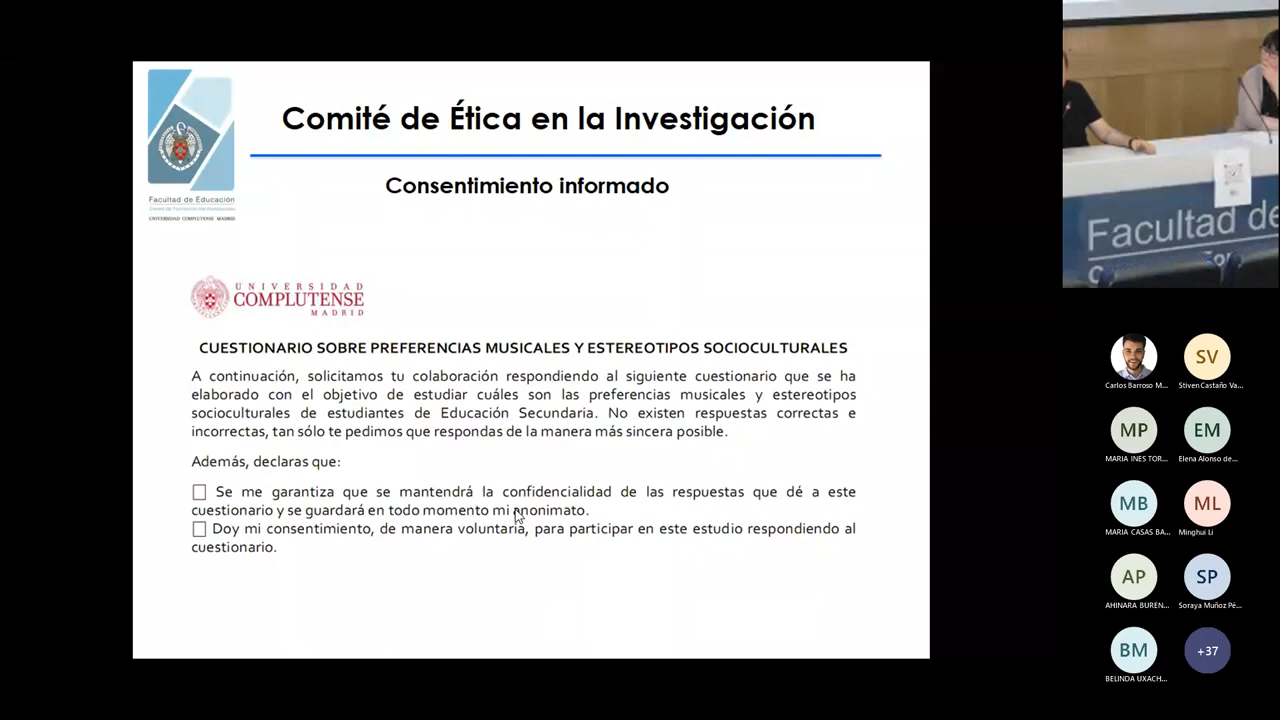 Comité de Ética en la Investigación
Consentimiento informado
Facultad de Educación
UNIVERSIDAD COMPLUTENSE MADRID
UNIVERSIDAD
COMPLUTENSE
MADRID
CUESTIONARIO SOBRE PREFERENCIAS MUSICALES Y ESTEREOTIPOS SOCIOCULTURALES
A continuación, solicitamos tu colaboración respondiendo al siguiente cuestionario que se ha
elaborado con el objetivo de estudiar cuáles son las preferencias musicales y estereotipos
socioculturales de estudiantes de Educación Secundaria. No existen respuestas correctas e
incorrectas, tan sólo te pedimos que respondas de la manera más sincera posible.
Además, declaras que:
Se me garantiza que se mantendrá la confidencialidad de las respuestas que dé a este
cuestionario y se guardará en todo momento mi anonimato.
Doy mi consentimiento, de manera voluntaria, para participar en este estudio respondiendo al
cuestionario.
Facultad de
Carlos Barroso M...
SV
Stiven Castaño Va...
MP
MARIA INES TOR...
EM
Elena Alonso de...
MB
MARIA CASAS BA...
ML
Minghui Li
AP
AHINARA BUREN...
SP
Soraya Muñoz Pé...
BM
BELINDA UXACH...
+37